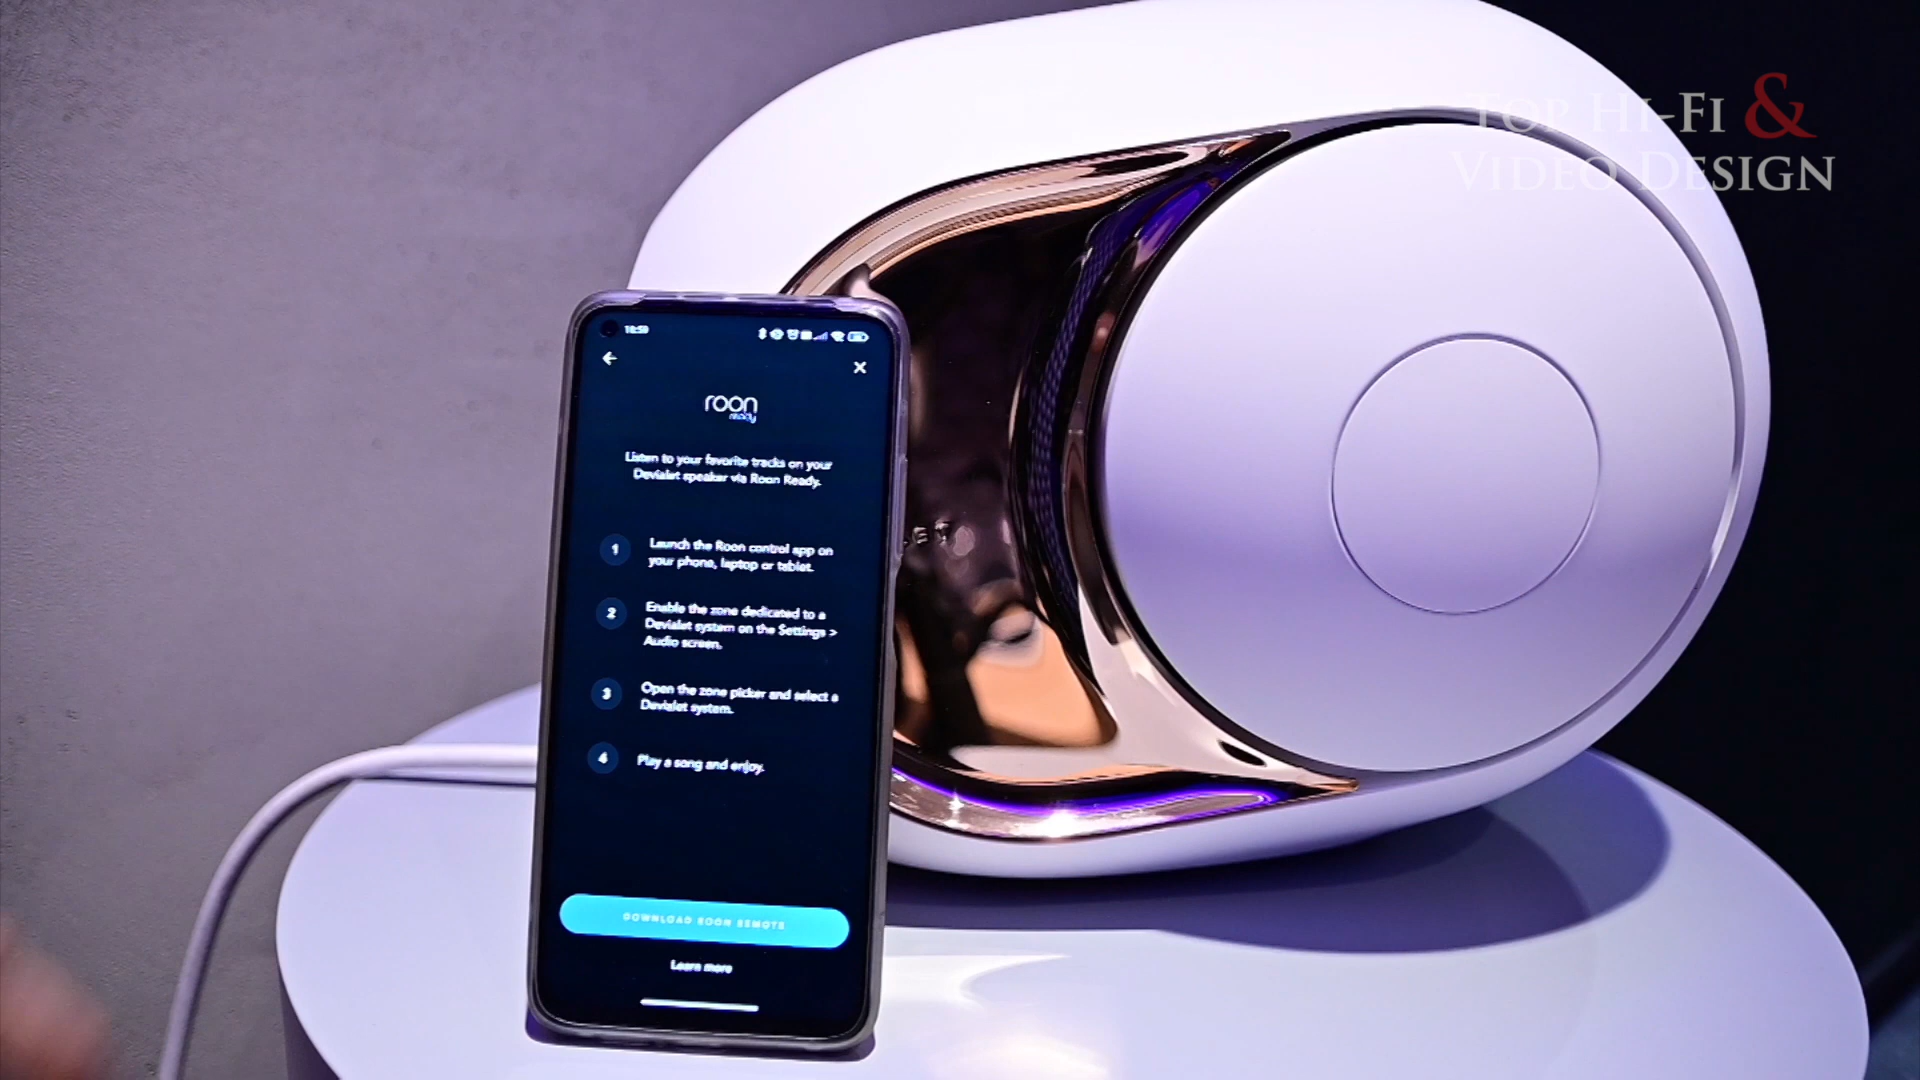 TOP HI-FI &
VIDEO DESIGN
18:59
roon
ready
Listen to your favorite tracks on your
Devialet speaker via Roon Ready.
1
Launch the Roon control app on
your phone, laptop or tablet.
2
Enable the zone dedicated to a
Devialet system on the Settings >
Audio screen.
3
Open the zone picker and select a
Devialet system.
4
Play a song and enjoy.
DOWNLOAD ROON REMOTE
Learn more